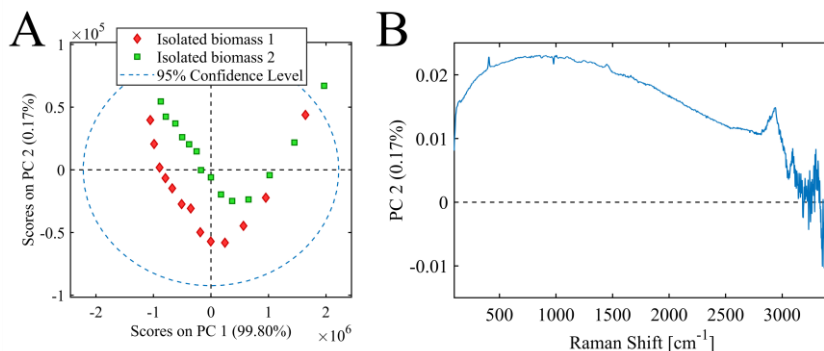 A
×10⁵
Isolated biomass 1
Isolated biomass 2
95% Confidence Level
1
0.5
0
-0.5
-1
Scores on PC 2 (0.17%)
-2
-1
0
1
2
Scores on PC 1 (99.80%)
×10⁶
B
0.02
0.01
0
-0.01
PC 2 (0.17%)
500
1000
1500
2000
2500
3000
Raman Shift [cm⁻¹]